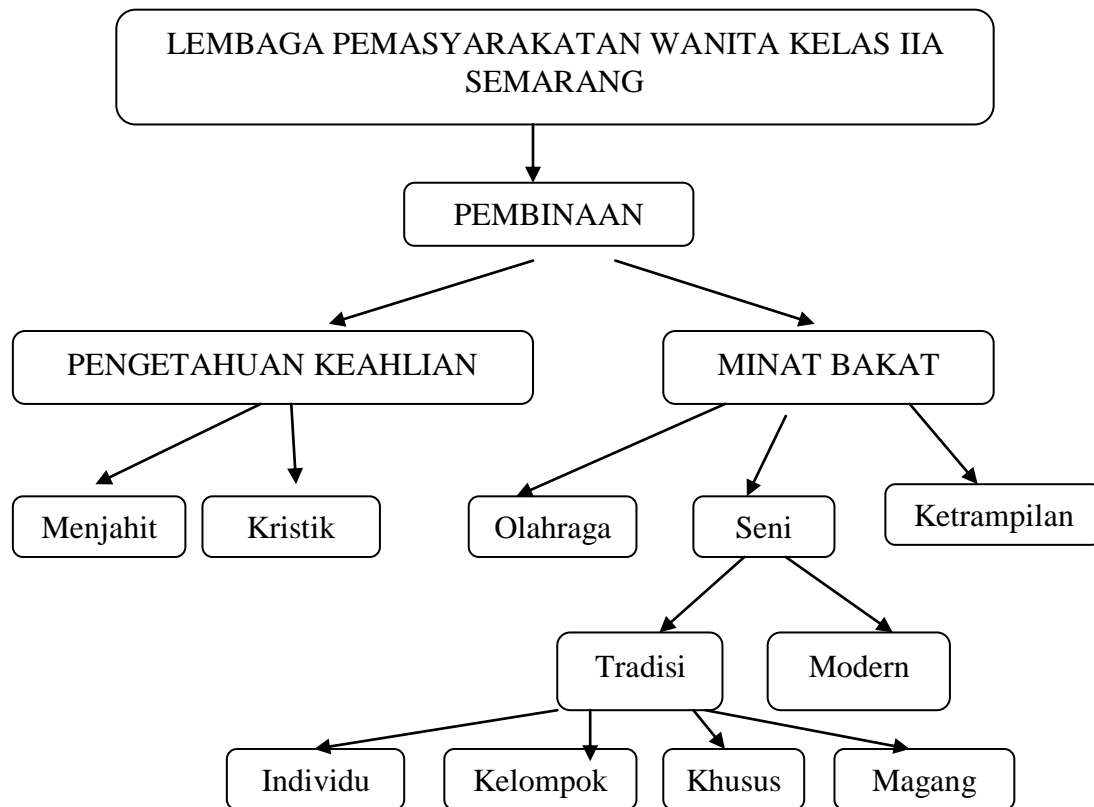 LEMBAGA PEMASYARAKATAN WANITA KELAS IIA
SEMARANG
PEMBINAAN
PENGETAHUAN KEAHLIAN
MINAT BAKAT
Menjahit
Kristik
Olahraga
Seni
Ketrampilan
Tradisi
Modern
Individu
Kelompok
Khusus
Magang